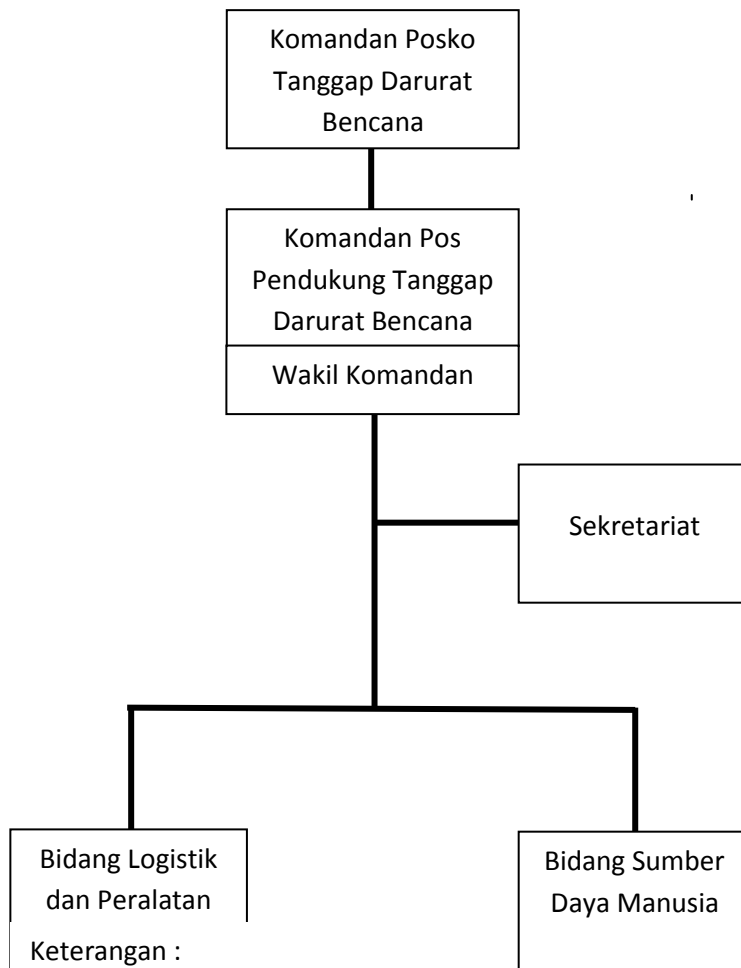 Komandan Posko
Tanggap Darurat
Bencana
Komandan Pos
Pendukung Tanggap
Darurat Bencana
Wakil Komandan
Sekretariat
Bidang Logistik
dan Peralatan
Bidang Sumber
Daya Manusia
Keterangan :